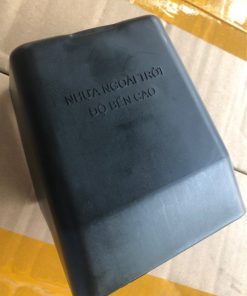 NHỰA NGOÀI TRỜI
ĐỘ BỀN CAO